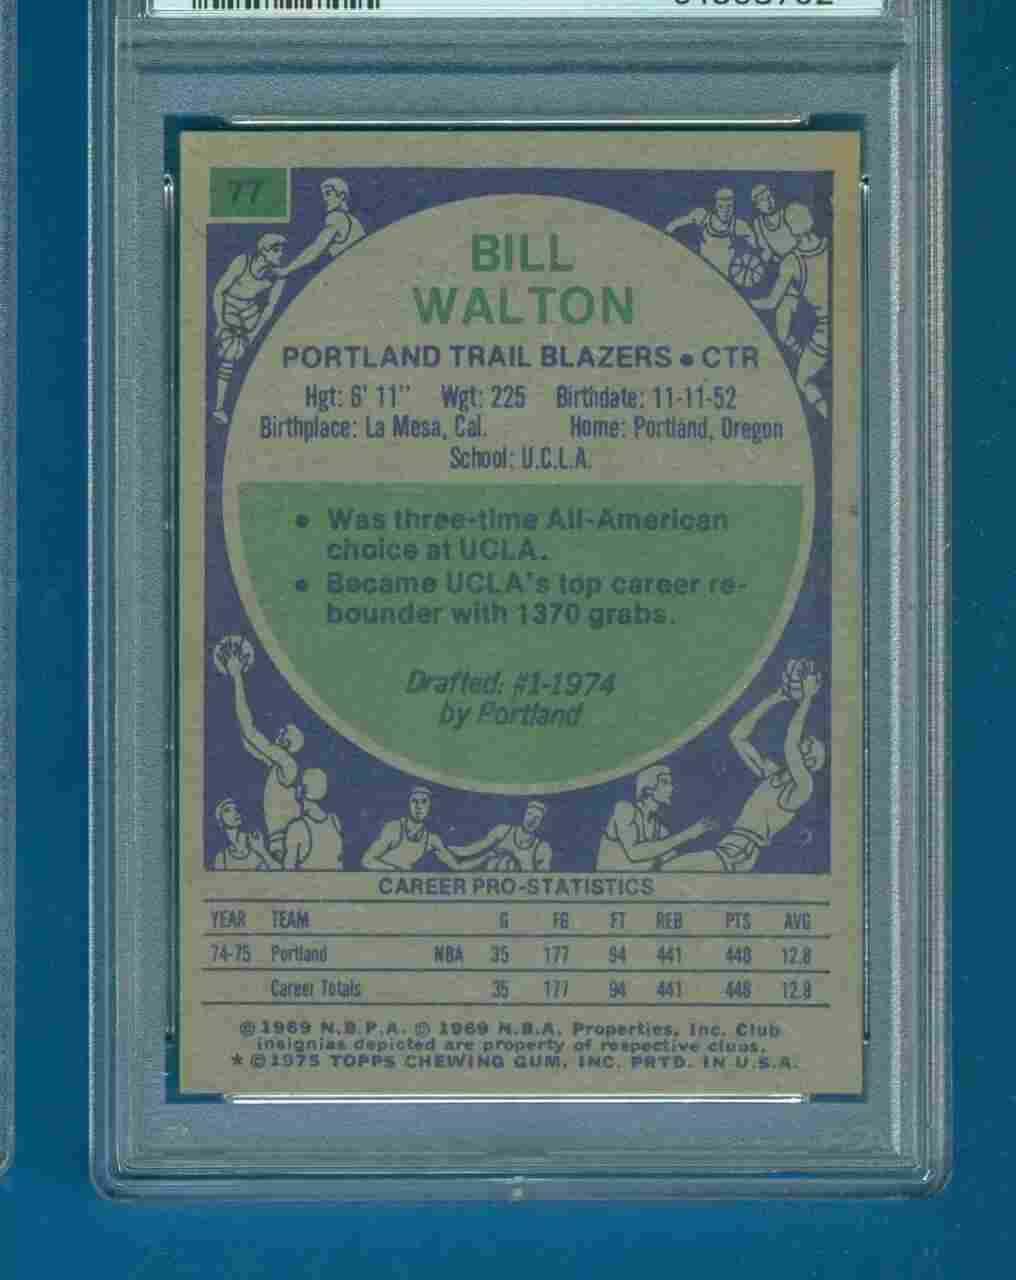 77
BILL
WALTON
PORTLAND TRAIL BLAZERS • CTR
Hgt: 6' 11" Wgt: 225 Birthdate: 11-11-52
Birthplace: La Mesa, Cal. Home: Portland, Oregon
School: U.C.L.A.
• Was three-time All-American
choice at UCLA.
• Became UCLA's top career re-
bounder with 1370 grabs.
Drafted: #1-1974
by Portland
CAREER PRO-STATISTICS
YEAR TEAM G FG FT REB PTS AVG
74-75 Portland NBA 35 177 94 441 448 12.8
Career Totals 35 177 94 441 448 12.8
© 1969 N.B.P.A. © 1969 N.B.A. Properties, Inc. Club
insignias depicted are property of respective clubs.
* © 1975 TOPPS CHEWING GUM, INC. PRTD. IN U.S.A.